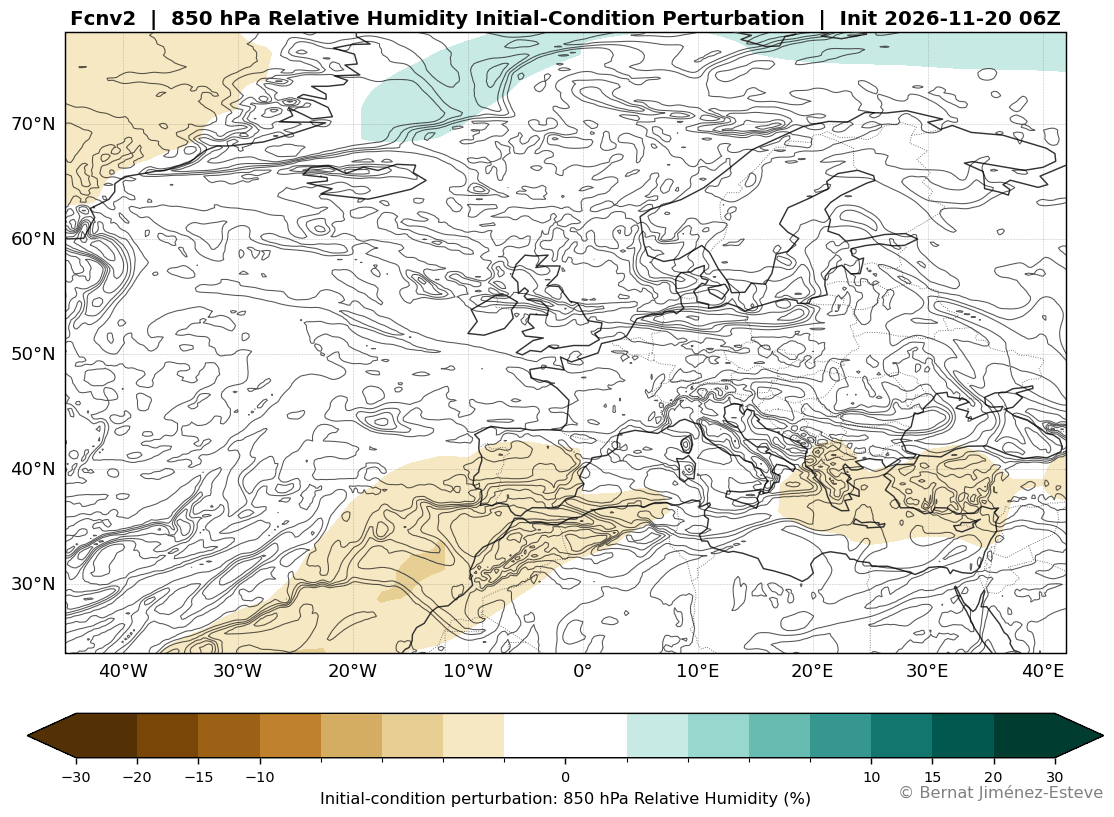 Fcnv2 | 850 hPa Relative Humidity Initial-Condition Perturbation | Init 2026-11-20 06Z
70°N
60°N
50°N
40°N
30°N
40°W 30°W 20°W 10°W 0° 10°E 20°E 30°E 40°E
−30 −20 −15 −10 0 10 15 20 30
Initial-condition perturbation: 850 hPa Relative Humidity (%)
© Bernat Jiménez-Esteve